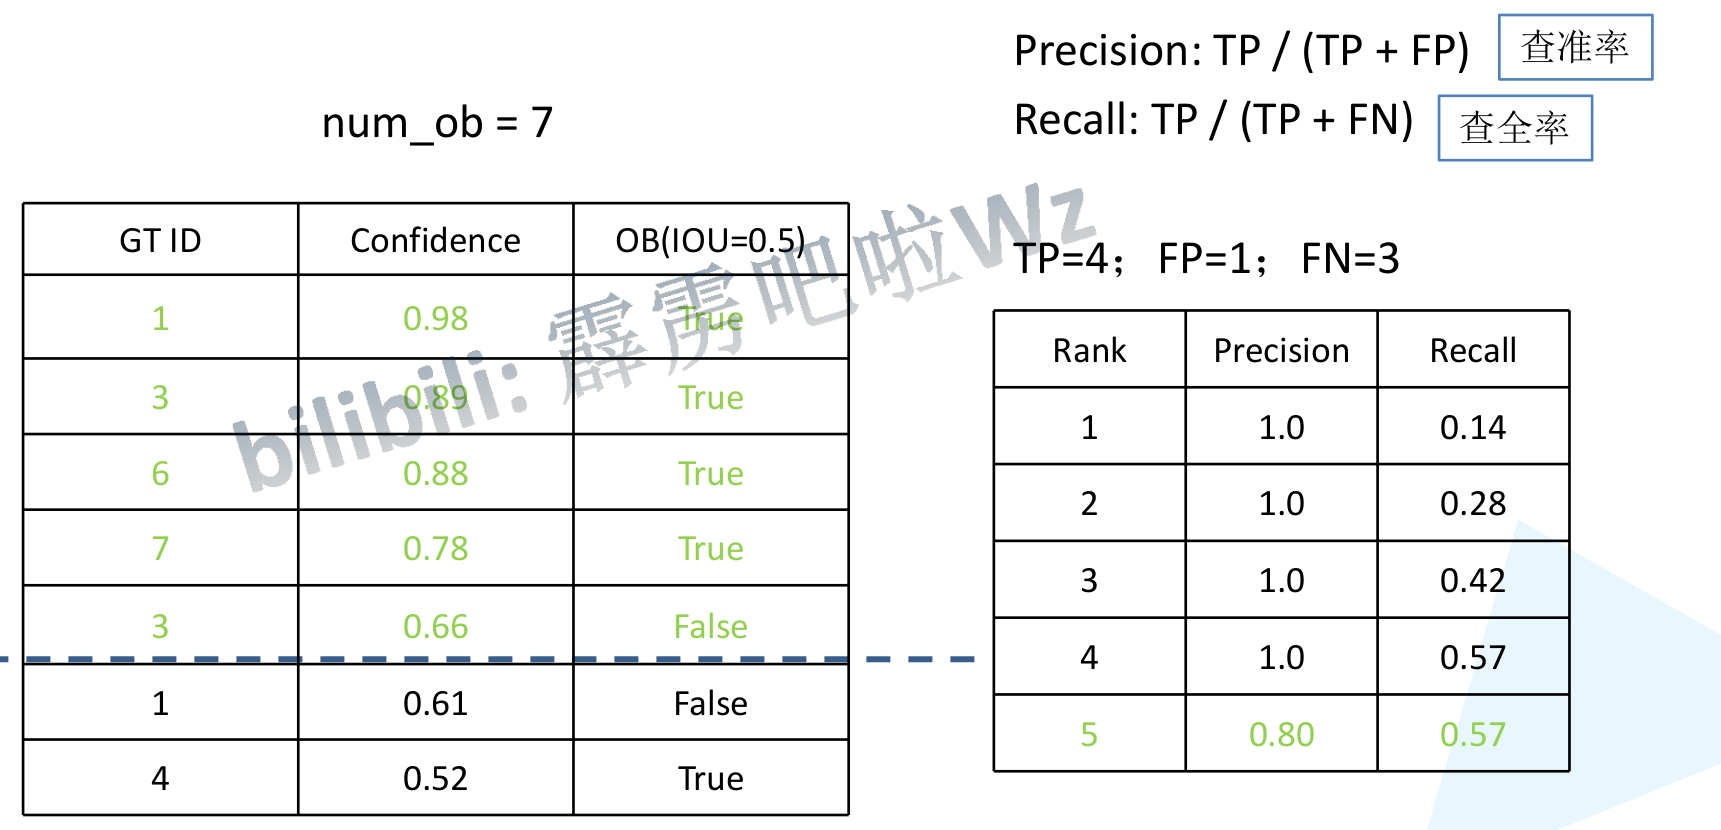 Precision: TP / (TP + FP) 查准率
Recall: TP / (TP + FN) 查全率
num_ob = 7
GT ID Confidence OB(IOU=0.5)
1 0.98 True
3 0.89 True
6 0.88 True
7 0.78 True
3 0.66 False
1 0.61 False
4 0.52 True
TP=4； FP=1； FN=3
Rank Precision Recall
1 1.0 0.14
2 1.0 0.28
3 1.0 0.42
4 1.0 0.57
5 0.80 0.57
bilibili: 霹雳吧啦Wz